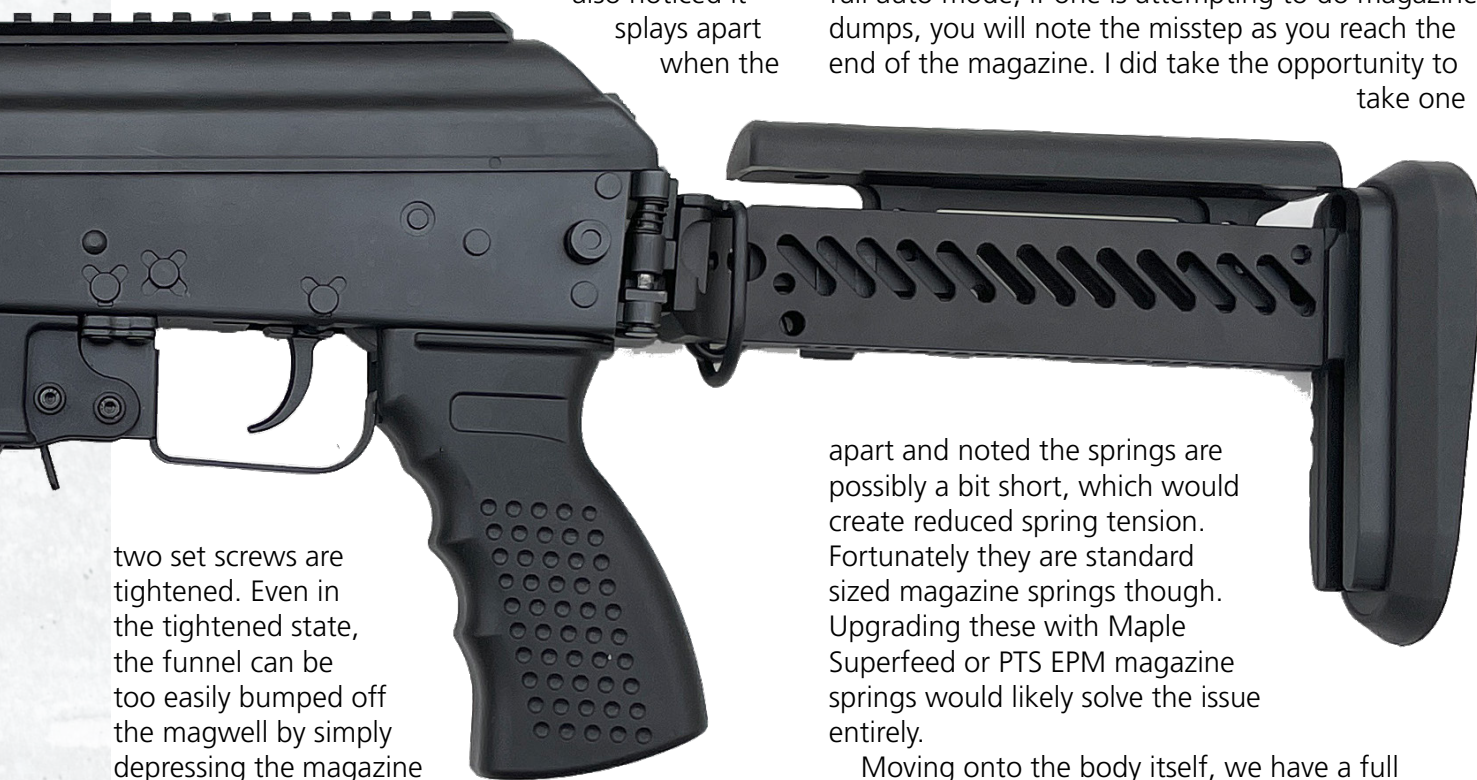 also noticed it
splays apart
when the
two set screws are
tightened. Even in
the tightened state,
the funnel can be
too easily bumped off
the magwell by simply
depressing the magazine
full auto mode, if one is attempting to do magazine
dumps, you will note the misstep as you reach the
end of the magazine. I did take the opportunity to
take one
apart and noted the springs are
possibly a bit short, which would
create reduced spring tension.
Fortunately they are standard
sized magazine springs though.
Upgrading these with Maple
Superfeed or PTS EPM magazine
springs would likely solve the issue
entirely.
Moving onto the body itself, we have a full